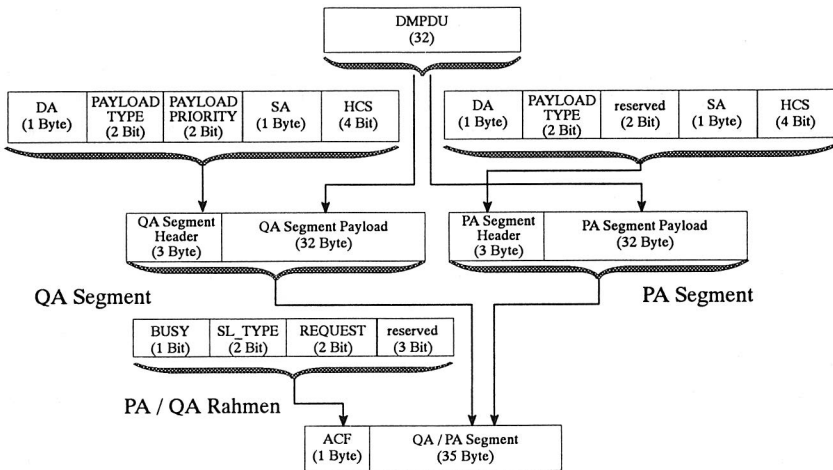 DMPDU
(32)
DA
(1 Byte)
PAYLOAD
TYPE
(2 Bit)
PAYLOAD
PRIORITY
(2 Bit)
SA
(1 Byte)
HCS
(4 Bit)
DA
(1 Byte)
PAYLOAD
TYPE
(2 Bit)
reserved
(2 Bit)
SA
(1 Byte)
HCS
(4 Bit)
QA Segment
Header
(3 Byte)
QA Segment Payload
(32 Byte)
PA Segment
Header
(3 Byte)
PA Segment Payload
(32 Byte)
QA Segment
PA Segment
BUSY
(1 Bit)
SL_TYPE
(2 Bit)
REQUEST
(2 Bit)
reserved
(3 Bit)
PA / QA Rahmen
ACF
(1 Byte)
QA / PA Segment
(35 Byte)